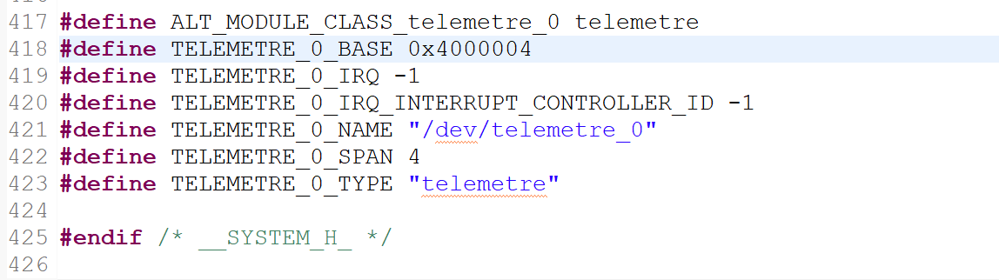 417 #define ALT_MODULE_CLASS_telemetre_0 telemetre
418 #define TELEMETRE_0_BASE 0x4000004
419 #define TELEMETRE_0_IRQ -1
420 #define TELEMETRE_0_IRQ_INTERRUPT_CONTROLLER_ID -1
421 #define TELEMETRE_0_NAME "/dev/telemetre_0"
422 #define TELEMETRE_0_SPAN 4
423 #define TELEMETRE_0_TYPE "telemetre"
424
425 #endif /* __SYSTEM_H_ */
426